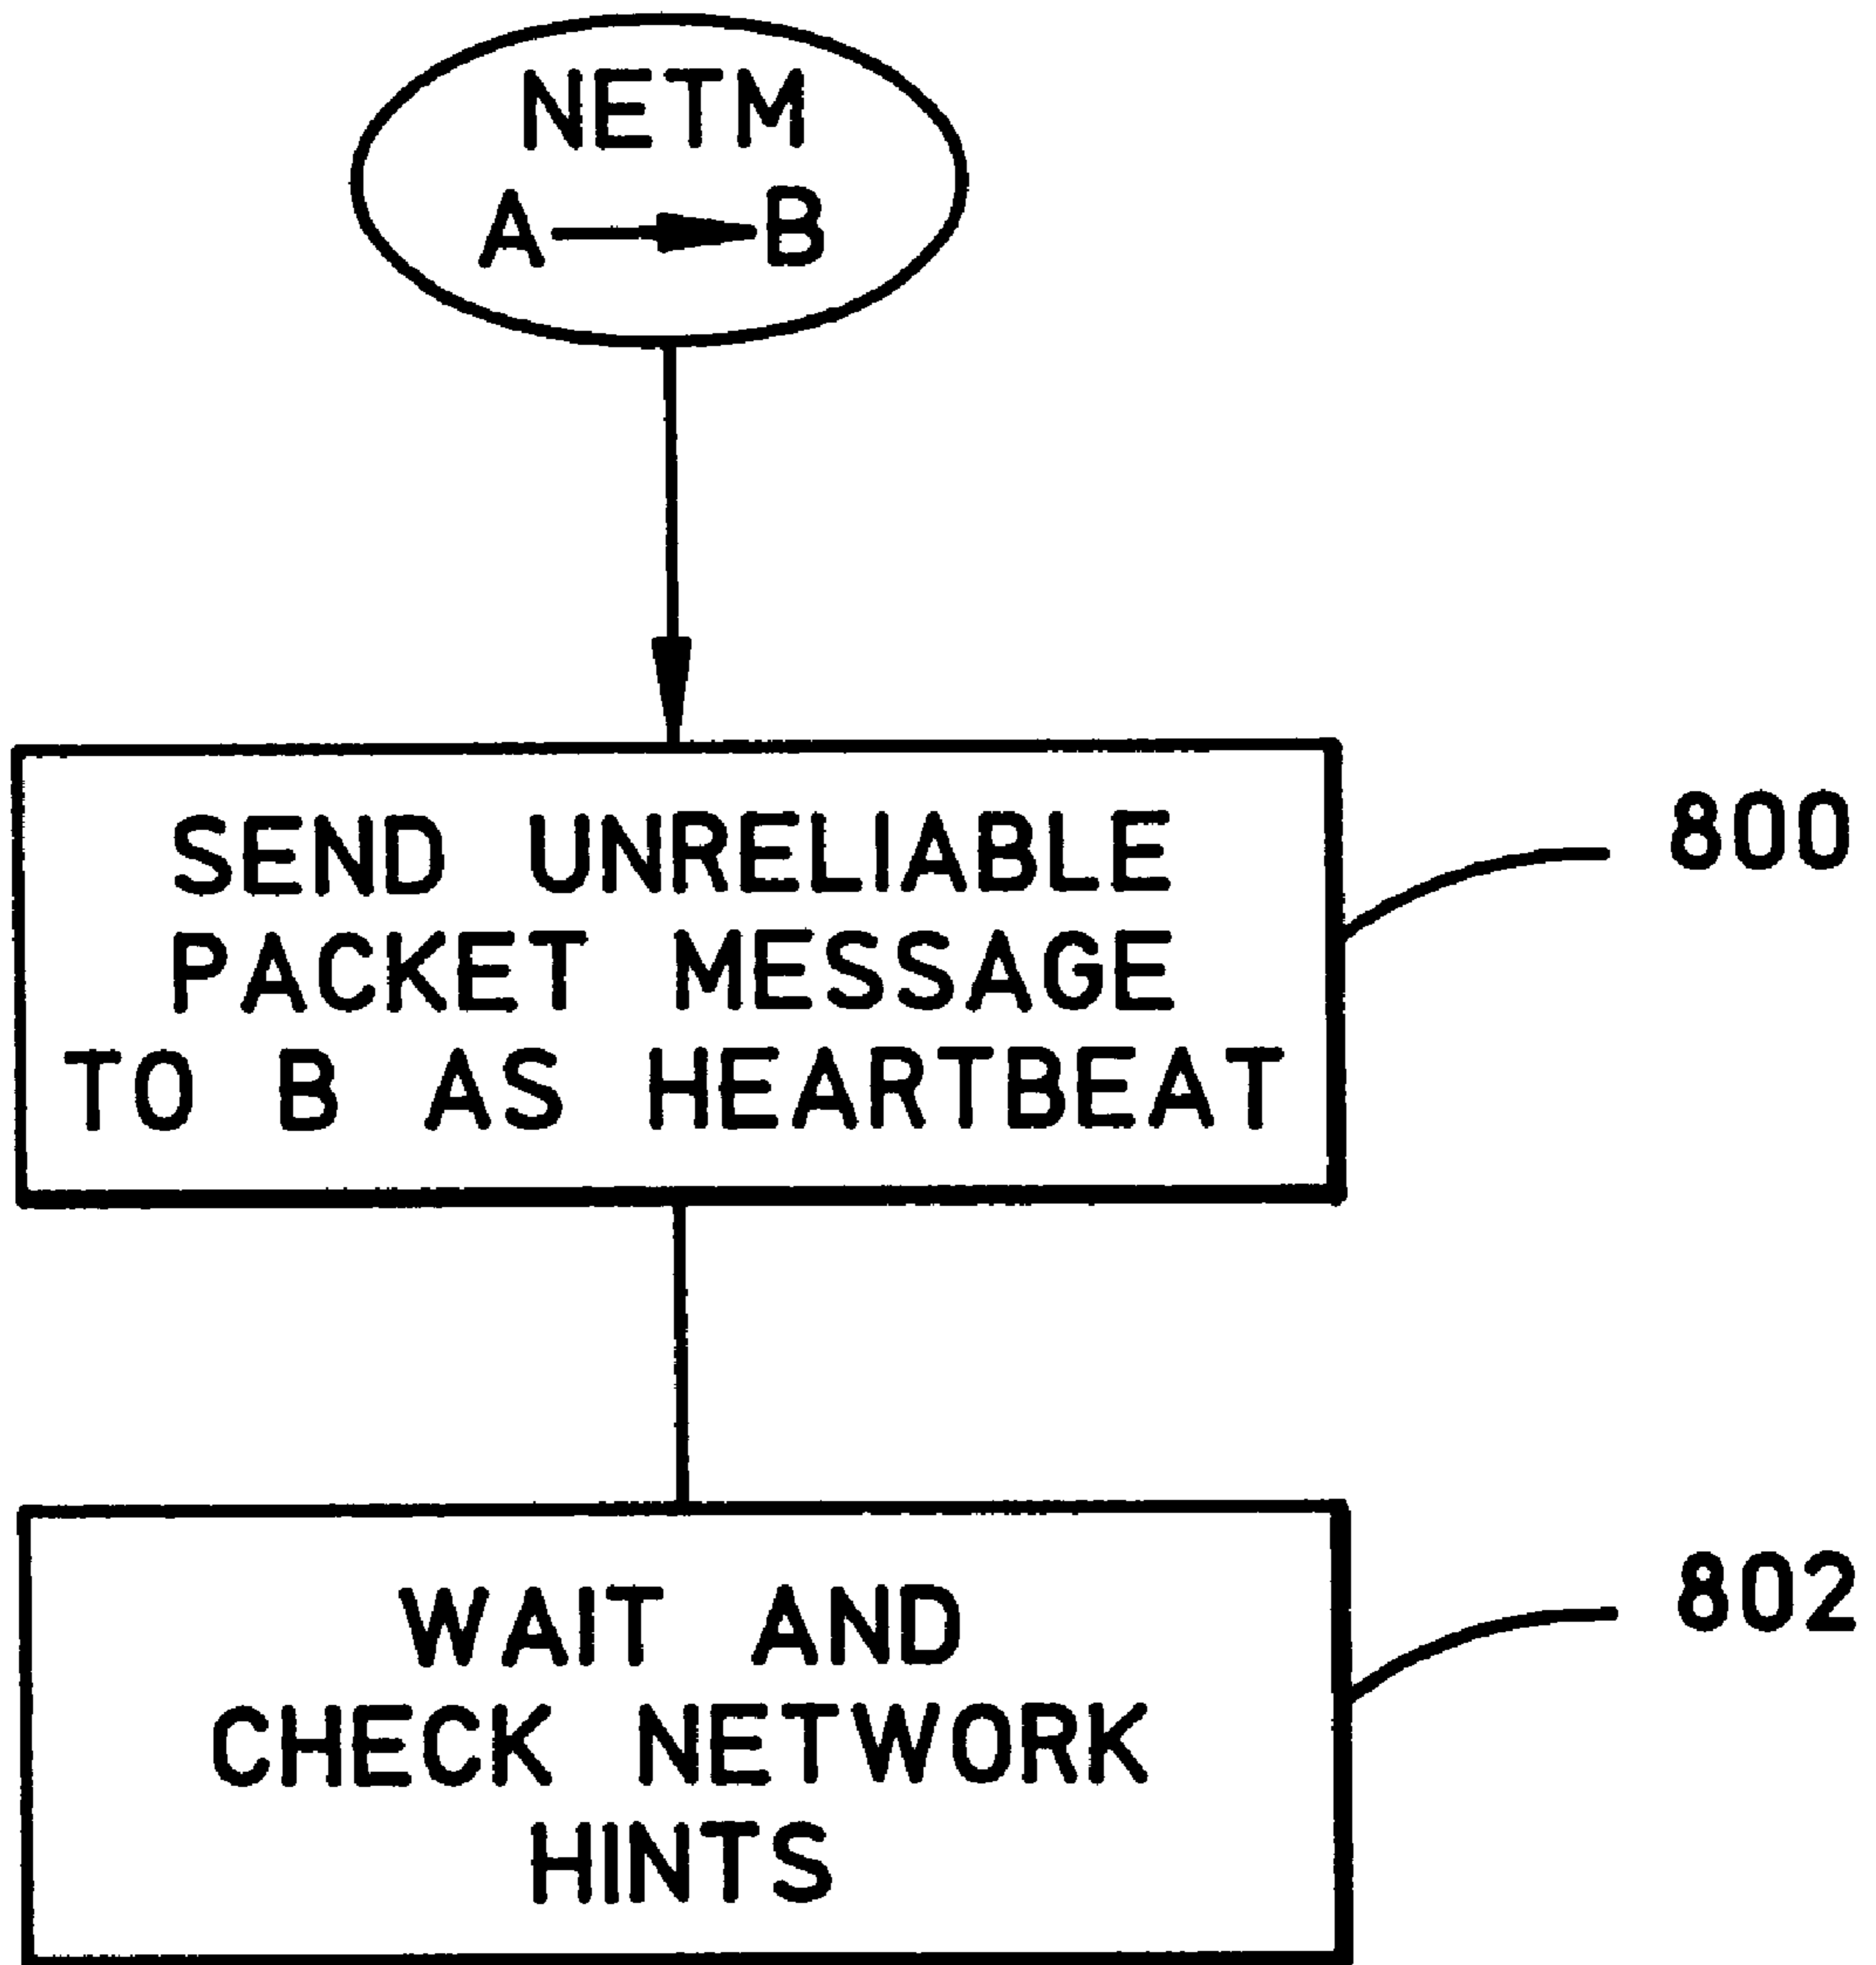 NETM
A B
SEND UNRELIABLE
PACKET MESSAGE
TO B AS HEARTBEAT
800
WAIT AND
CHECK NETWORK
HINTS
802